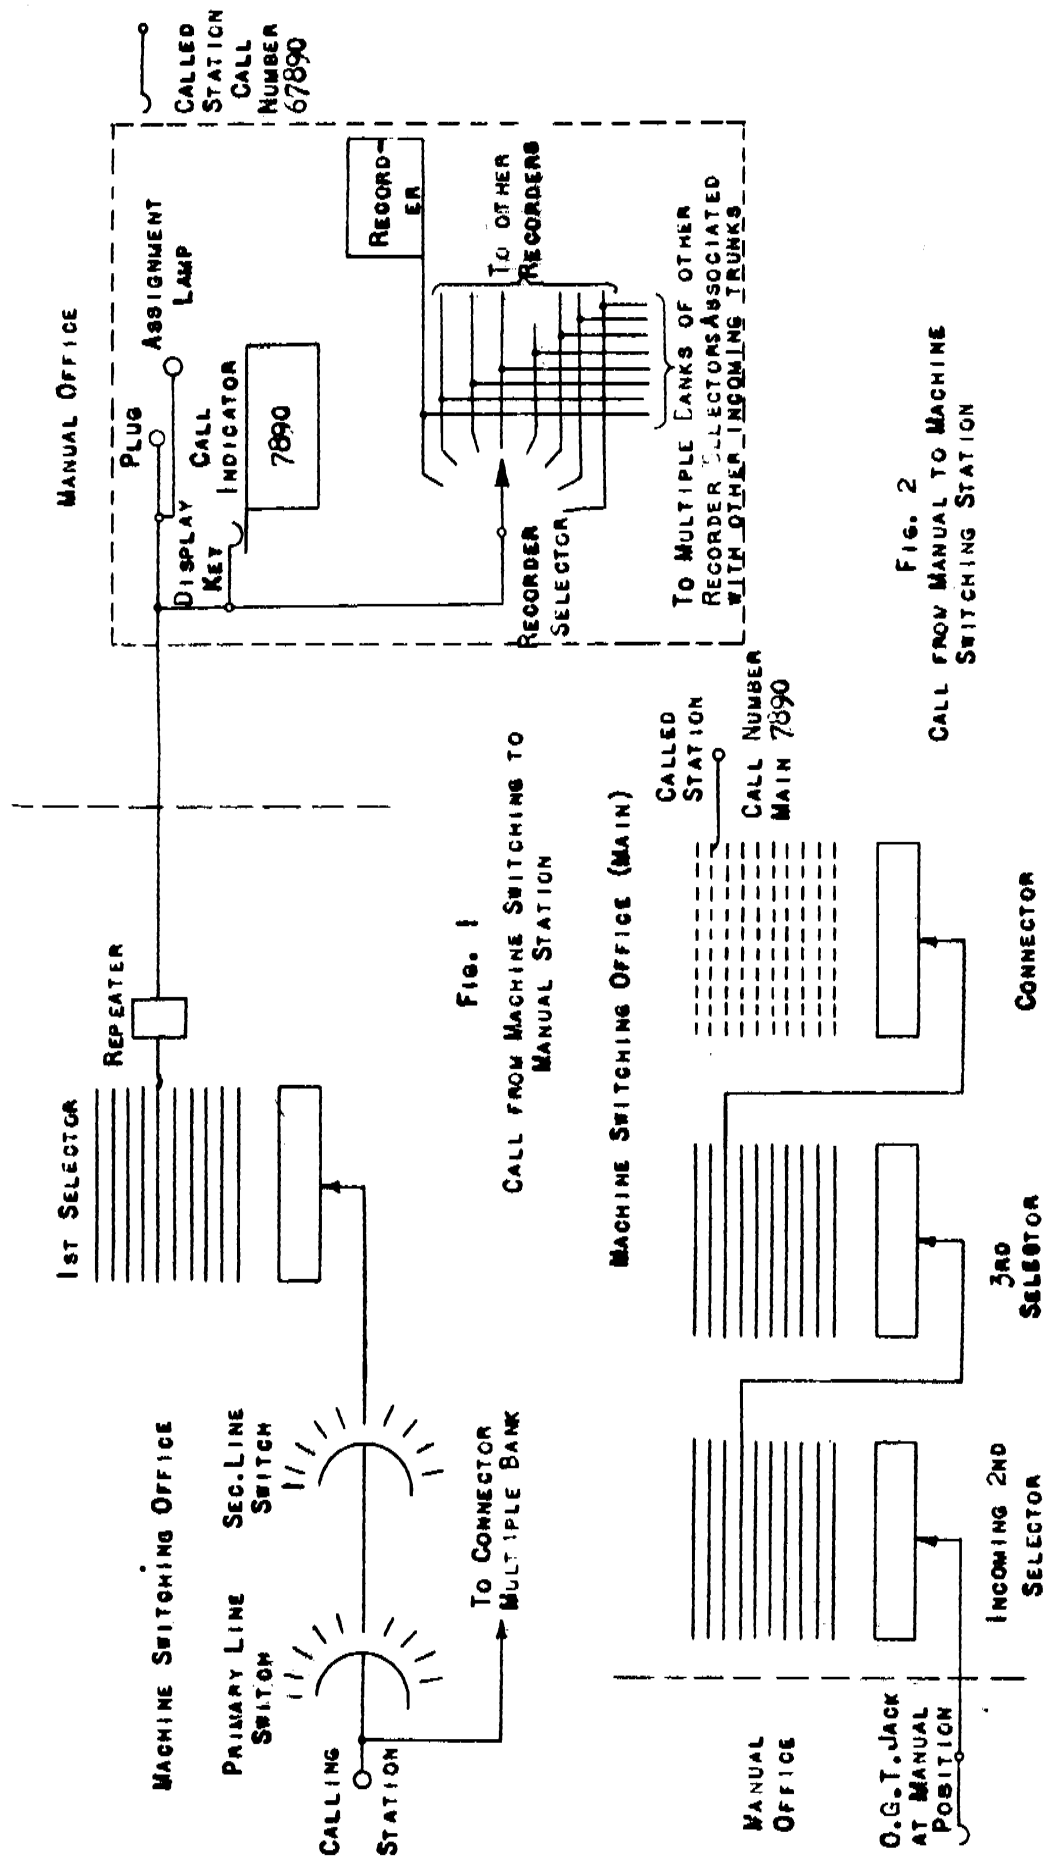 MACHINE SWITCHING OFFICE
PRIMARY LINE
SWITCH
SEC. LINE
SWITCH
CALLING
STATION
TO CONNECTOR
MULTIPLE BANK
1ST SELECTOR
REPEATER
MANUAL OFFICE
PLUG
ASSIGNMENT
LAMP
DISPLAY
KEY
CALL
INDICATOR
7890
CALLED
STATION
CALL
NUMBER
67890
RECORD-
ER
TO OTHER
RECORDERS
RECORDER
SELECTOR
TO MULTIPLE BANKS OF OTHER
RECORDER SELECTORS ASSOCIATED
WITH OTHER INCOMING TRUNKS
FIG. 1
CALL FROM MACHINE SWITCHING TO
MANUAL STATION
MACHINE SWITCHING OFFICE (MAIN)
MANUAL
OFFICE
O.G.T. JACK
AT MANUAL
POSITION
INCOMING 2ND
SELECTOR
3RD
SELECTOR
CONNECTOR
CALLED
STATION
CALL NUMBER
MAIN 7890
FIG. 2
CALL FROM MANUAL TO MACHINE
SWITCHING STATION